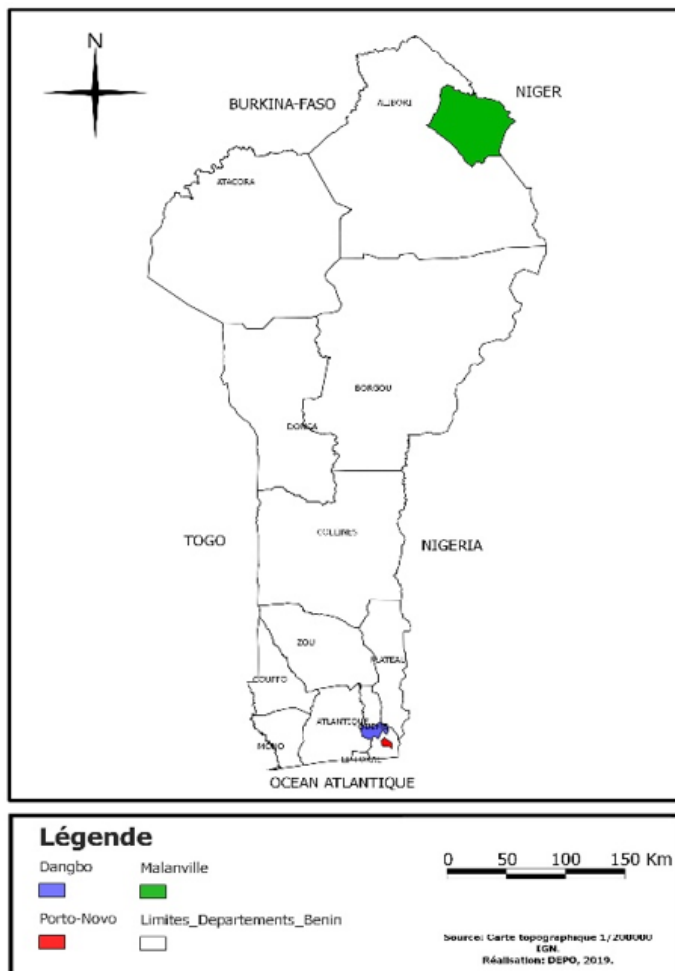 N
NIGER
BURKINA-FASO
ALIBORI
ATACORA
BORGOU
DONGA
COLLINES
TOGO
NIGERIA
ZOU
PLATEAU
COUFFO
ATLANTIQUE
MONO
LITTORAL
OCEAN ATLANTIQUE
Légende
Dangbo
Malanville
Porto-Novo
Limites_Departements_Benin
0 50 100 150 Km
Source: Carte topographique 1/200000
IGN.
Réalisation: DEPO, 2019.